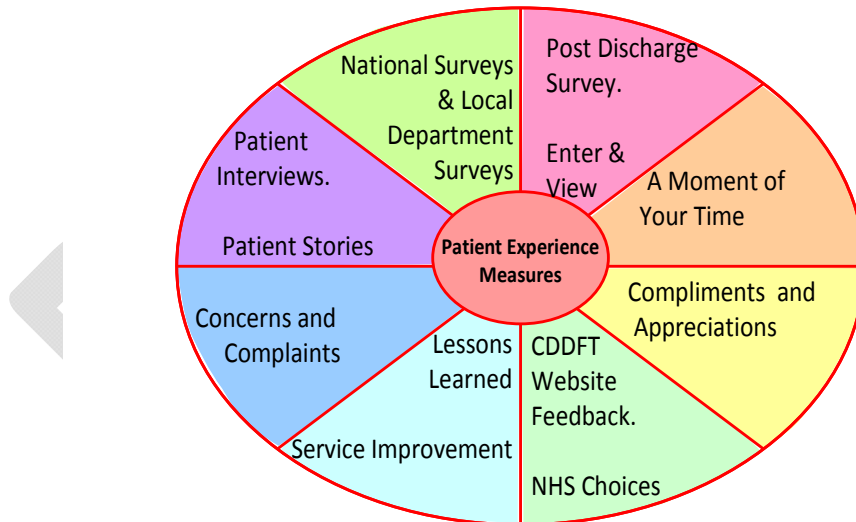 National Surveys
& Local
Department
Surveys
Post Discharge
Survey.
Enter &
View
A Moment of
Your Time
Compliments and
Appreciations
CDDFT
Website
Feedback.
NHS Choices
Lessons
Learned
Service Improvement
Concerns and
Complaints
Patient
Interviews.
Patient Stories
Patient Experience
Measures